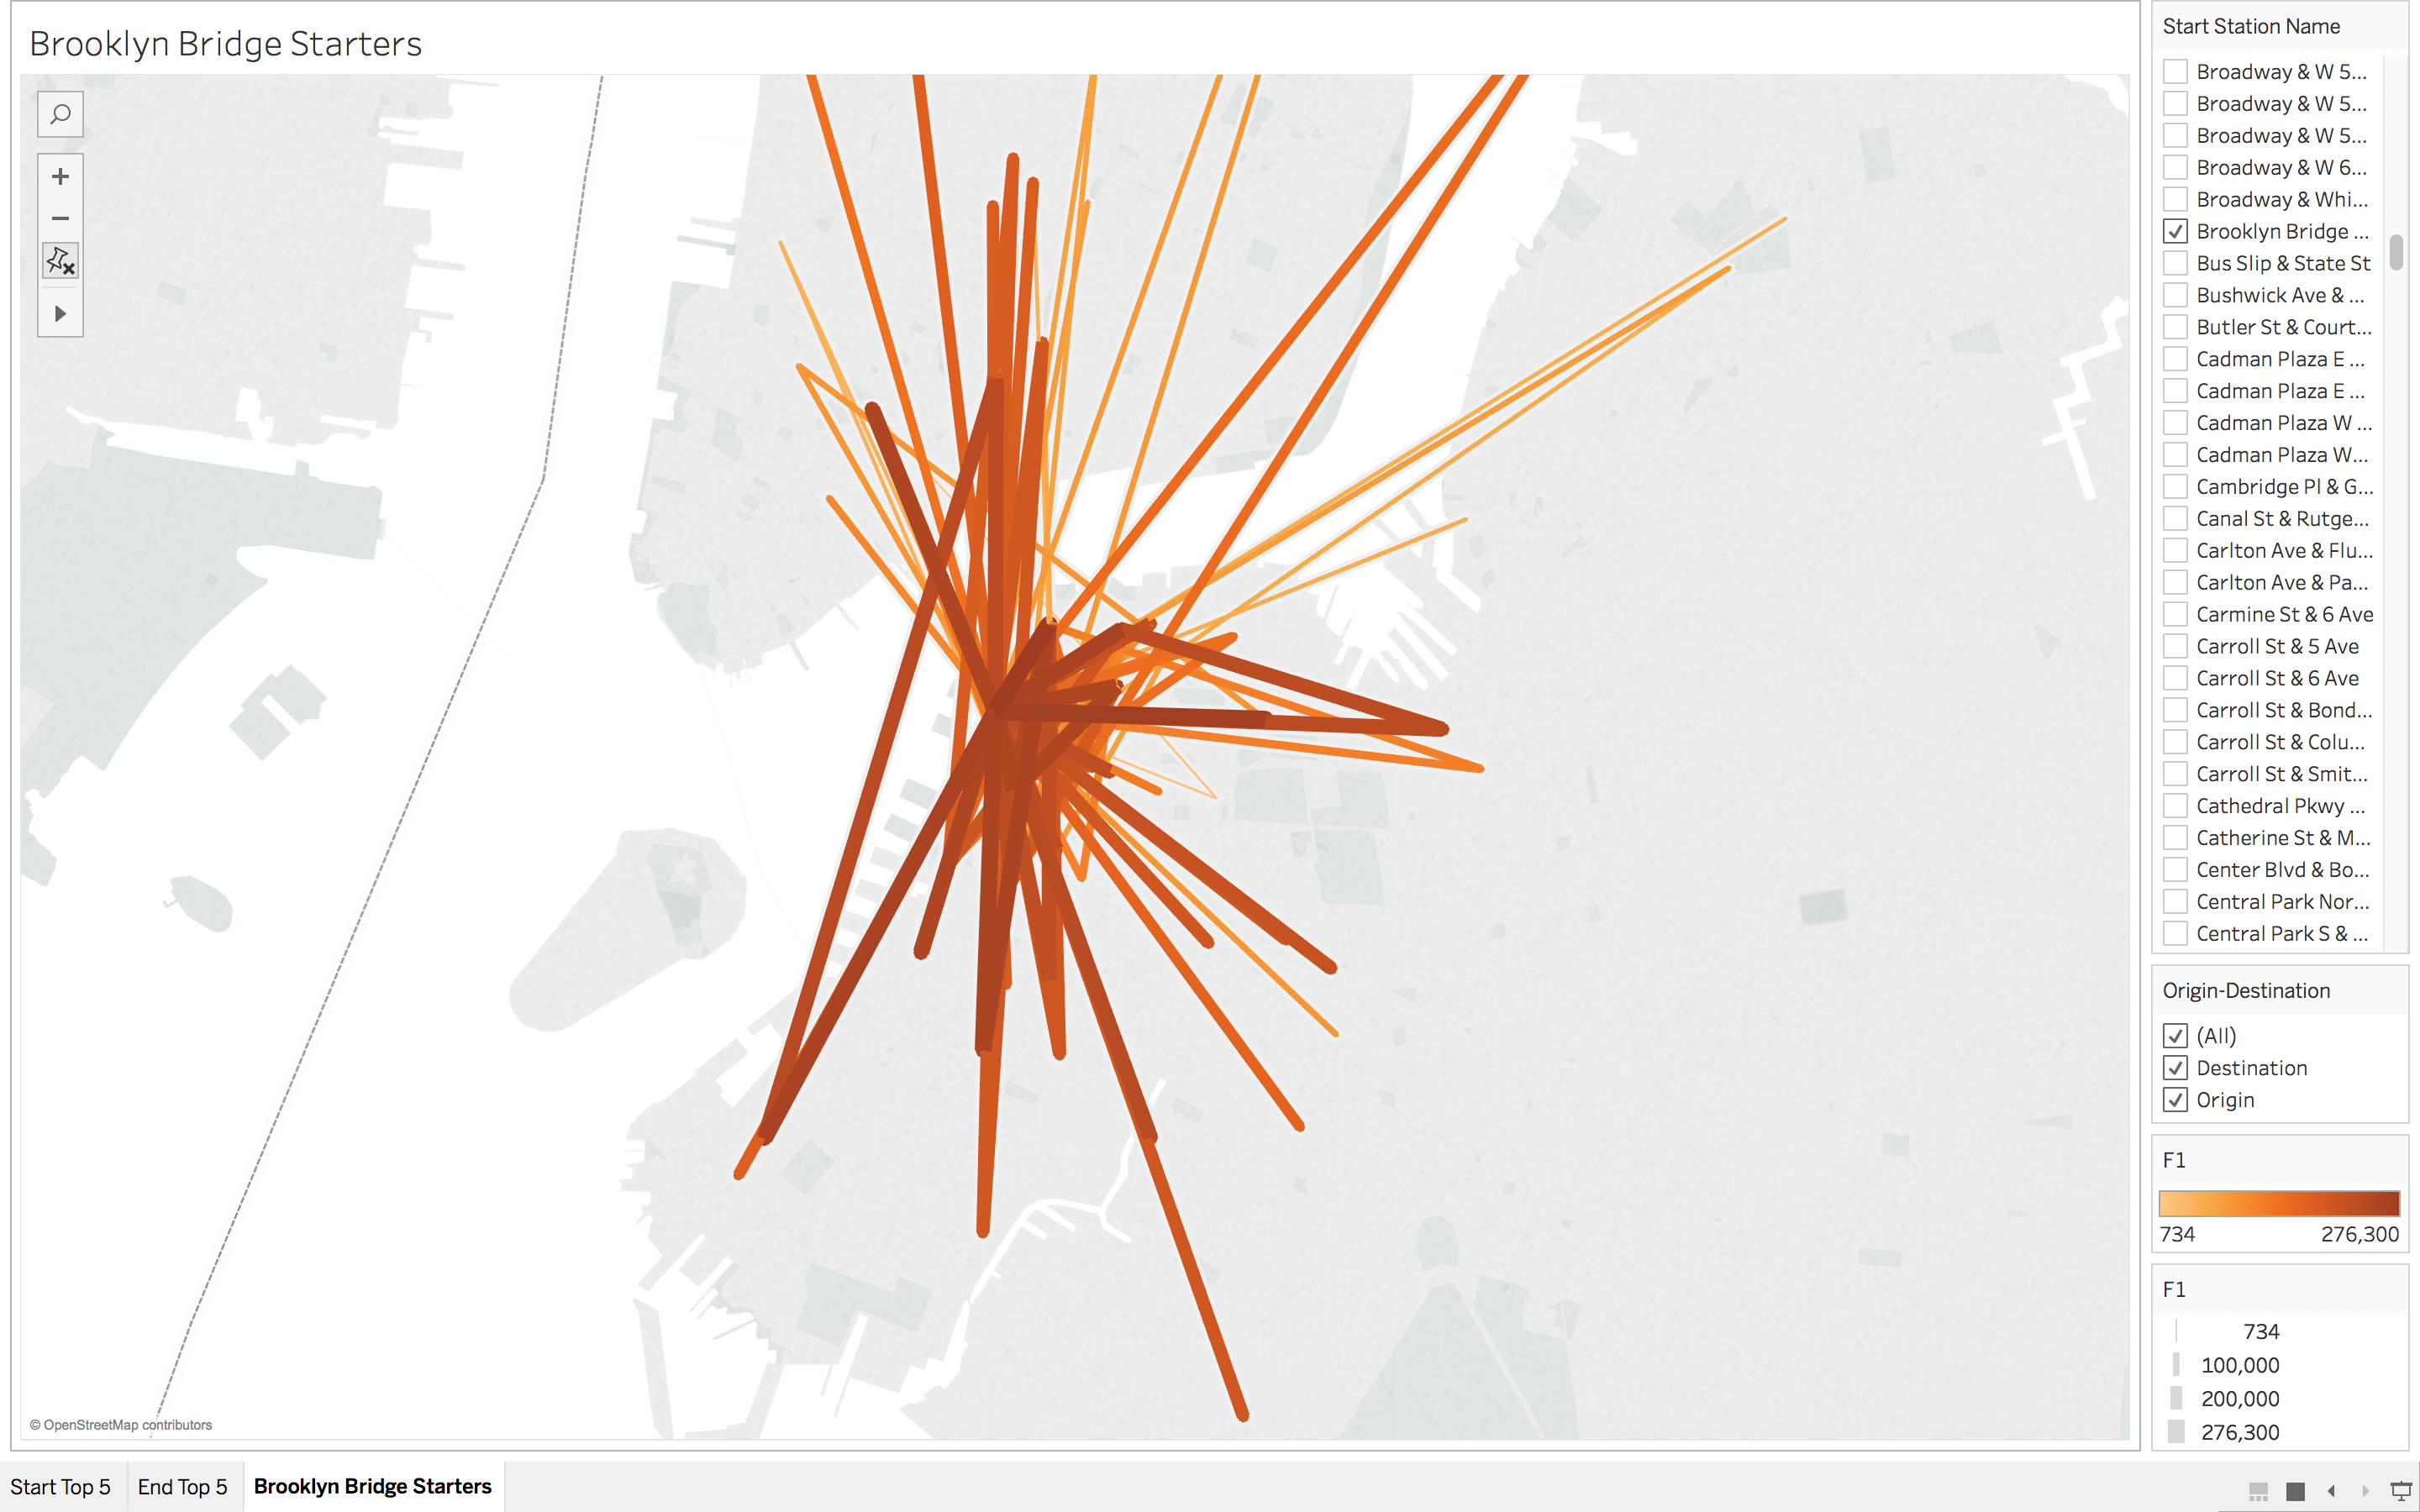 Brooklyn Bridge Starters
© OpenStreetMap contributors
Start Station Name
Broadway & W 5...
Broadway & W 5...
Broadway & W 5...
Broadway & W 6...
Broadway & Whi...
Brooklyn Bridge ...
Bus Slip & State St
Bushwick Ave & ...
Butler St & Court...
Cadman Plaza E ...
Cadman Plaza E ...
Cadman Plaza W ...
Cadman Plaza W...
Cambridge Pl & G...
Canal St & Rutge...
Carlton Ave & Flu...
Carlton Ave & Pa...
Carmine St & 6 Ave
Carroll St & 5 Ave
Carroll St & 6 Ave
Carroll St & Bond...
Carroll St & Colu...
Carroll St & Smit...
Cathedral Pkwy ...
Catherine St & M...
Center Blvd & Bo...
Central Park Nor...
Central Park S & ...
Origin-Destination
(All)
Destination
Origin
F1
734 276,300
F1
734
100,000
200,000
276,300
Start Top 5 End Top 5 Brooklyn Bridge Starters